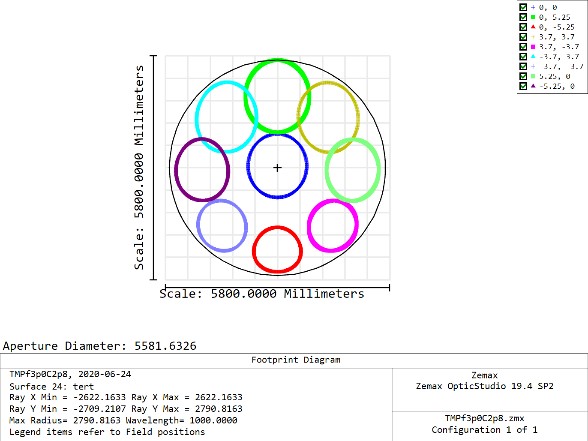 + 0, 0
0, 5.25
0, -5.25
3.7, 3.7
3.7, -3.7
-3.7, 3.7
-3.7, -3.7
5.25, 0
-5.25, 0
Scale: 5800.0000 Millimeters
Scale: 5800.0000 Millimeters
Aperture Diameter: 5581.6326
Footprint Diagram
TMPf3p0C2p8, 2020-06-24
Surface 24: tert
Ray X Min = -2622.1633 Ray X Max = 2622.1633
Ray Y Min = -2709.2107 Ray Y Max = 2790.8163
Max Radius= 2790.8163 Wavelength= 1000.0000
Legend items refer to Field positions
Zemax
Zemax OpticStudio 19.4 SP2
TMPf3p0C2p8.zmx
Configuration 1 of 1